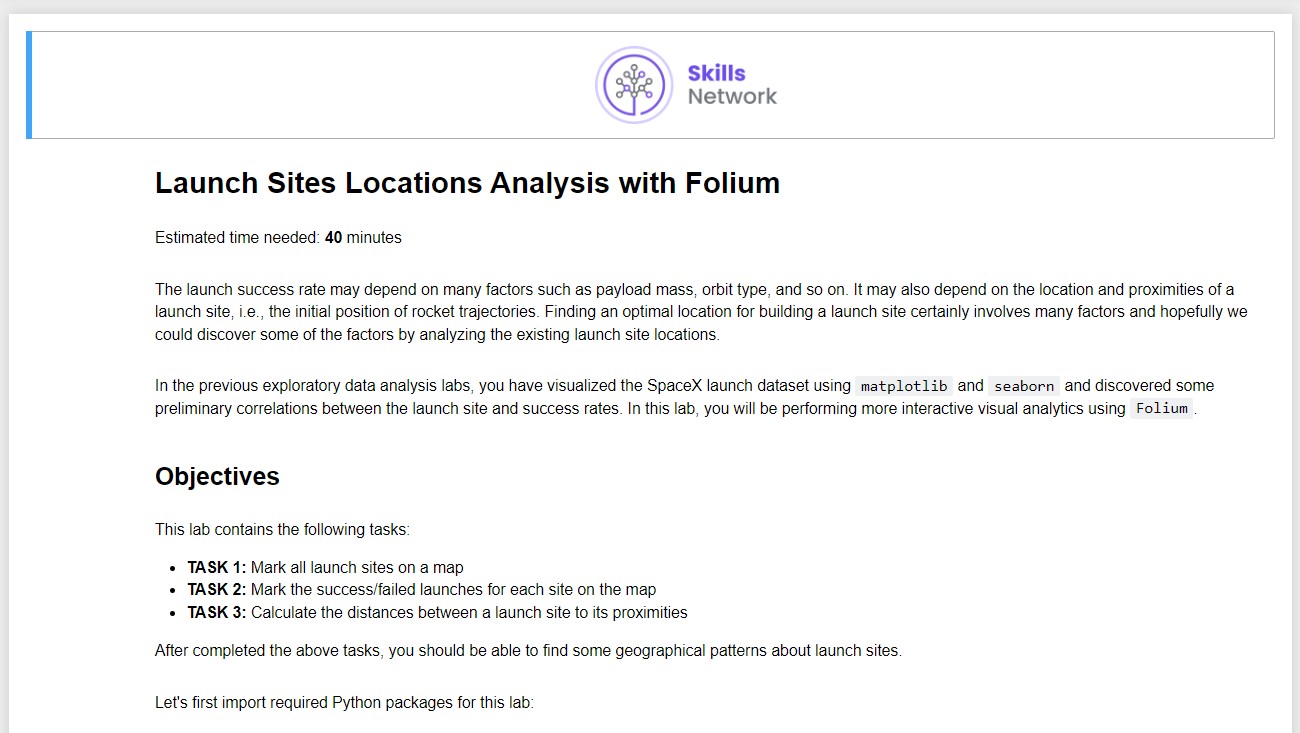 Skills
Network
Launch Sites Locations Analysis with Folium
Estimated time needed: 40 minutes
The launch success rate may depend on many factors such as payload mass, orbit type, and so on. It may also depend on the location and proximities of a
launch site, i.e., the initial position of rocket trajectories. Finding an optimal location for building a launch site certainly involves many factors and hopefully we
could discover some of the factors by analyzing the existing launch site locations.
In the previous exploratory data analysis labs, you have visualized the SpaceX launch dataset using matplotlib and seaborn and discovered some
preliminary correlations between the launch site and success rates. In this lab, you will be performing more interactive visual analytics using Folium.
Objectives
This lab contains the following tasks:
• TASK 1: Mark all launch sites on a map
• TASK 2: Mark the success/failed launches for each site on the map
• TASK 3: Calculate the distances between a launch site to its proximities
After completed the above tasks, you should be able to find some geographical patterns about launch sites.
Let's first import required Python packages for this lab: